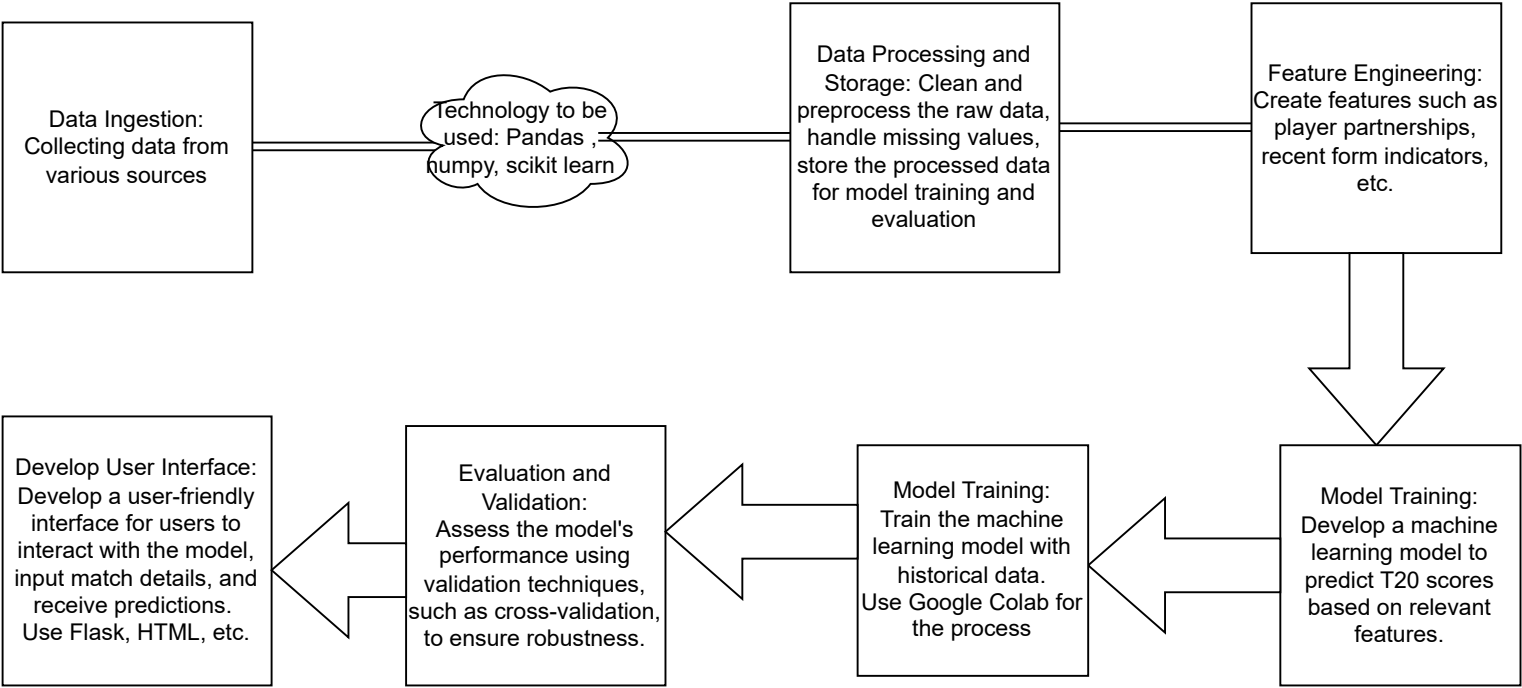 Data Ingestion:
Collecting data from
various sources
Technology to be
used: Pandas ,
numpy, scikit learn
Data Processing and
Storage: Clean and
preprocess the raw data,
handle missing values,
store the processed data
for model training and
evaluation
Feature Engineering:
Create features such as
player partnerships,
recent form indicators,
etc.
Model Training:
Develop a machine
learning model to
predict T20 scores
based on relevant
features.
Model Training:
Train the machine
learning model with
historical data.
Use Google Colab for
the process
Evaluation and
Validation:
Assess the model's
performance using
validation techniques,
such as cross-validation,
to ensure robustness.
Develop User Interface:
Develop a user-friendly
interface for users to
interact with the model,
input match details, and
receive predictions.
Use Flask, HTML, etc.